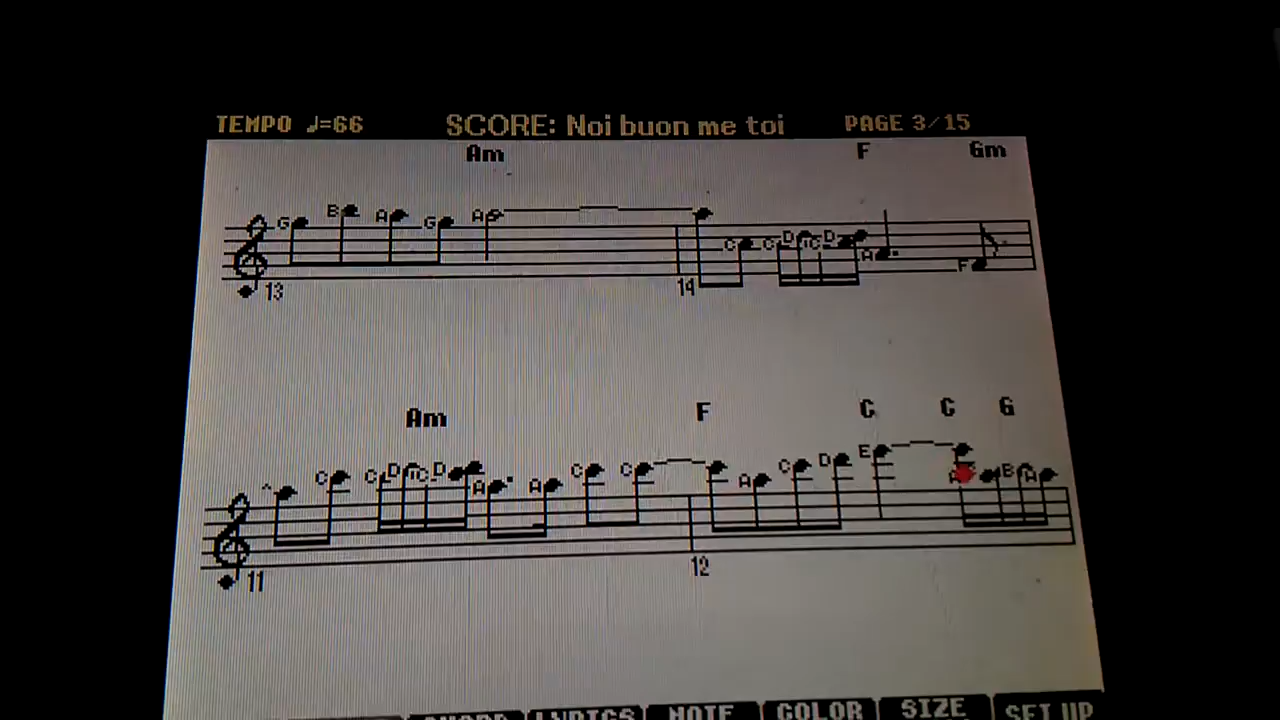 TEMPO ♩=66 SCORE: Noi buon me toi PAGE 3/15
Am F Gm
G B A G A C C D C D A F
13 14
Am F C C G
A C C D C D A A C C A C D E A B A
11 12
LYRICS NOTE COLOR SIZE SET UP